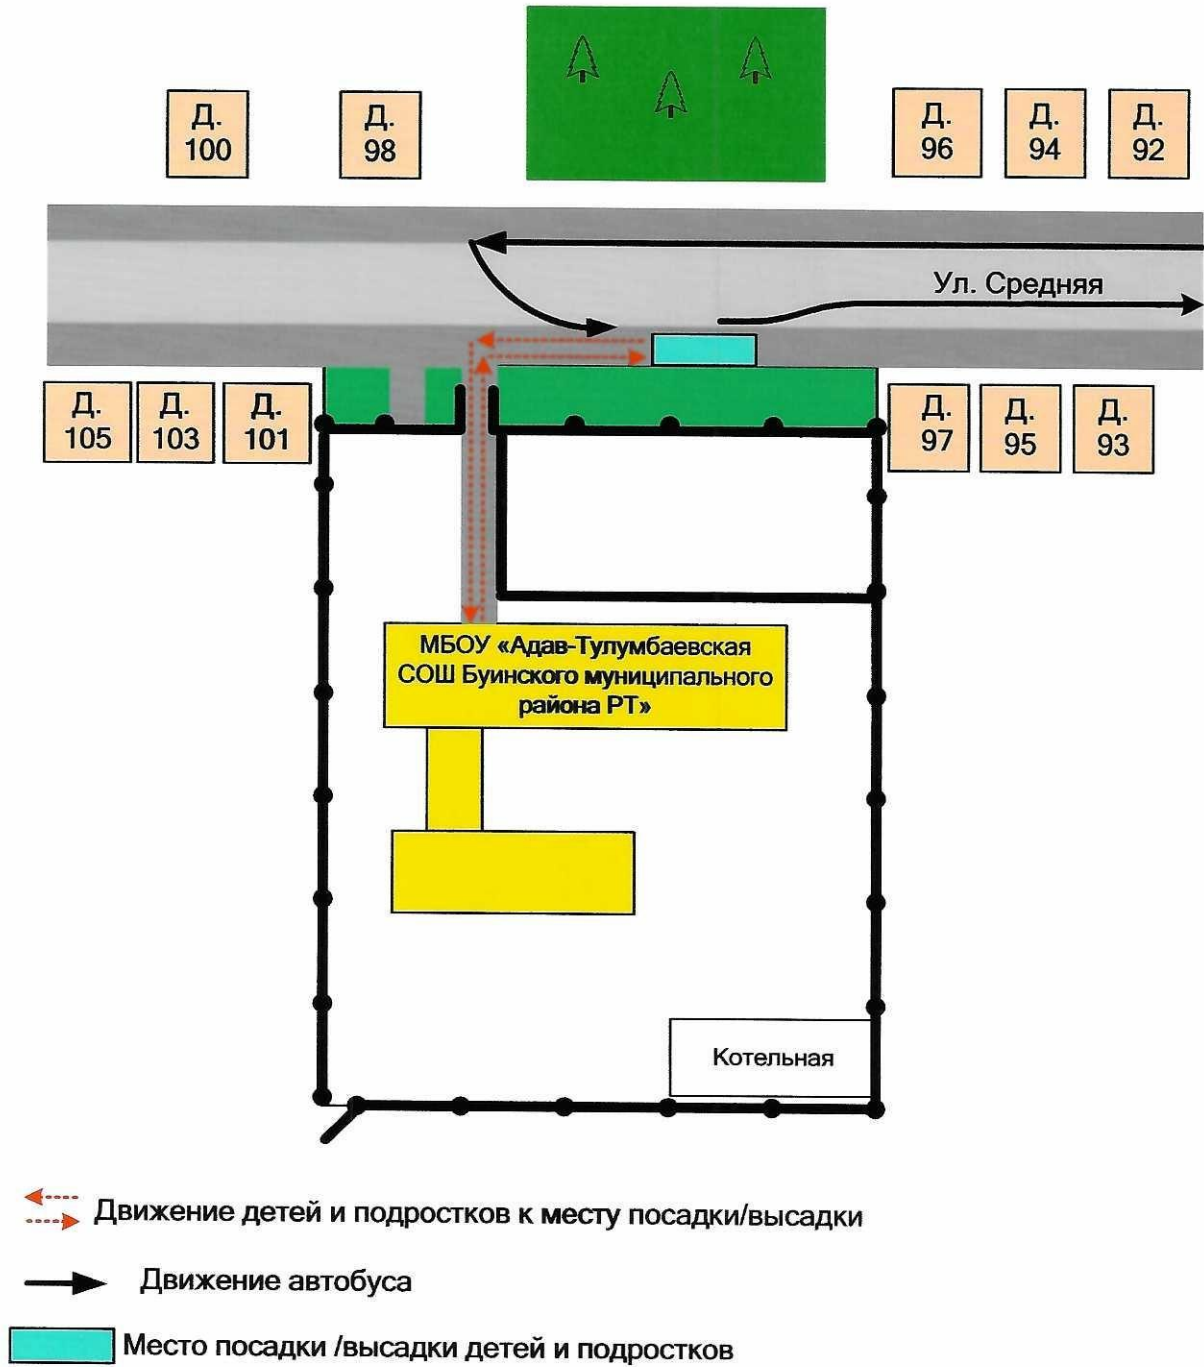 Д.
100
Д.
98
Д.
96
Д.
94
Д.
92
Ул. Средняя
Д.
105
Д.
103
Д.
101
Д.
97
Д.
95
Д.
93
МБОУ «Адав-Тулумбаевская
СОШ Буинского муниципального
района РТ»
Котельная
Движение детей и подростков к месту посадки/высадки
Движение автобуса
Место посадки /высадки детей и подростков